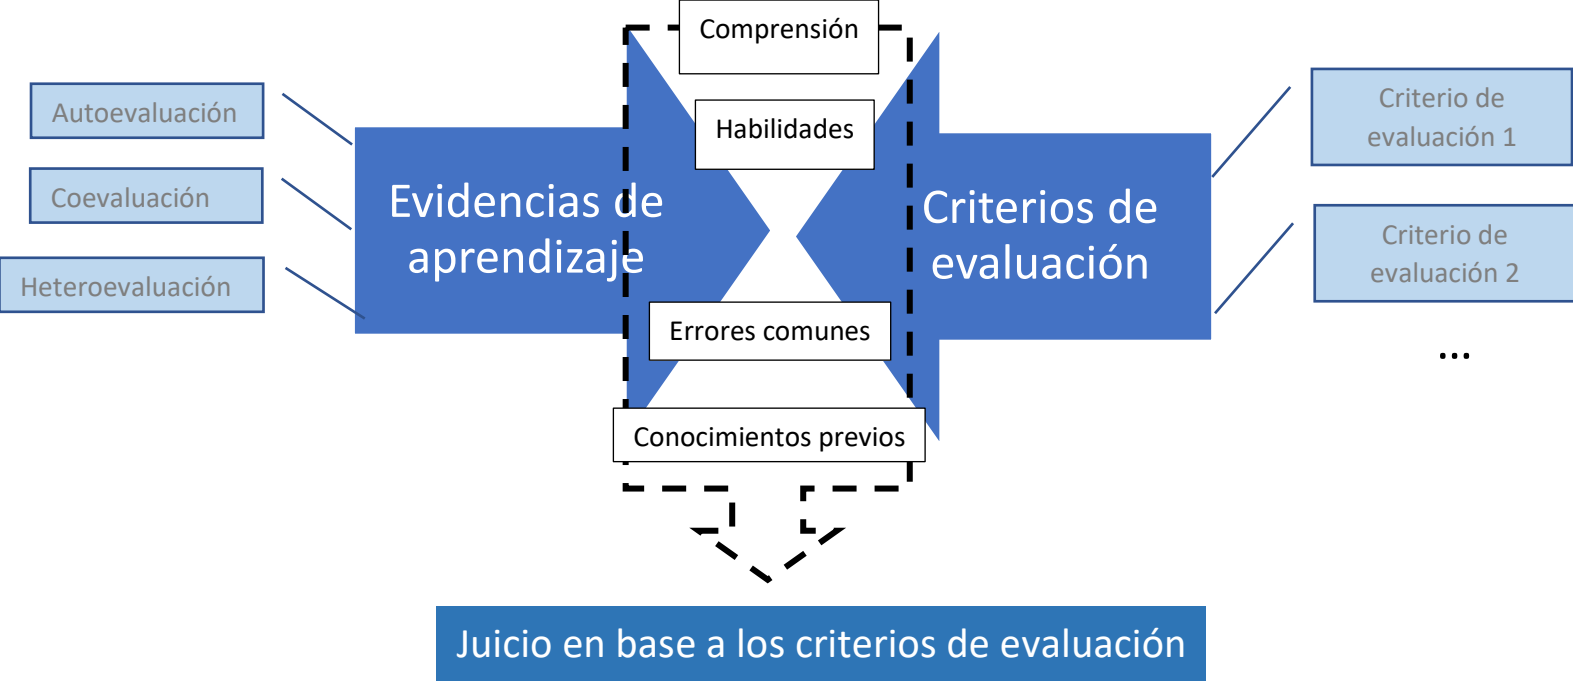 Comprensión
Habilidades
Autoevaluación
Coevaluación
Heteroevaluación
Evidencias de
aprendizaje
Criterios de
evaluación
Criterio de
evaluación 1
Criterio de
evaluación 2
...
Errores comunes
Conocimientos previos
Juicio en base a los criterios de evaluación